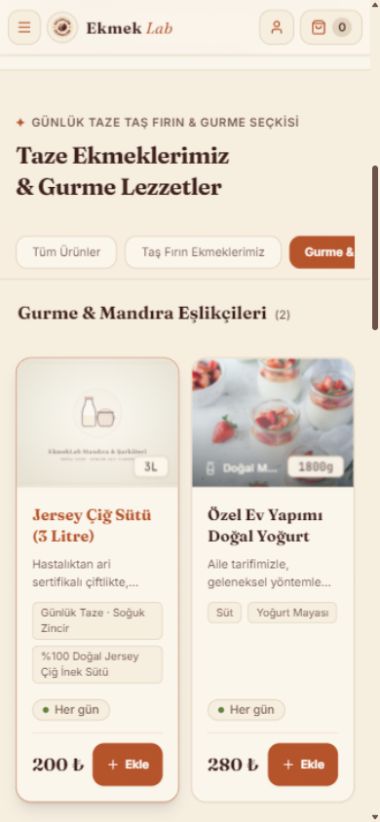 Ekmek Lab
0
✦ GÜNLÜK TAZE TAŞ FIRIN & GURME SEÇKİSİ
Taze Ekmeklerimiz
& Gurme Lezzetler
Tüm Ürünler
Taş Fırın Ekmeklerimiz
Gurme &
Gurme & Mandıra Eşlikçileri (2)
EkmekLab Mandıra & Şarküteri
3L
Doğal M...
1800g
Jersey Çiğ Sütü
(3 Litre)
Hastalıktan ari
sertifikalı çiftlikte,...
Günlük Taze · Soğuk
Zincir
%100 Doğal Jersey
Çiğ İnek Sütü
Her gün
200 ₺
+ Ekle
Özel Ev Yapımı
Doğal Yoğurt
Aile tarifimizle,
geleneksel yöntemle...
Süt
Yoğurt Mayası
Her gün
280 ₺
+ Ekle